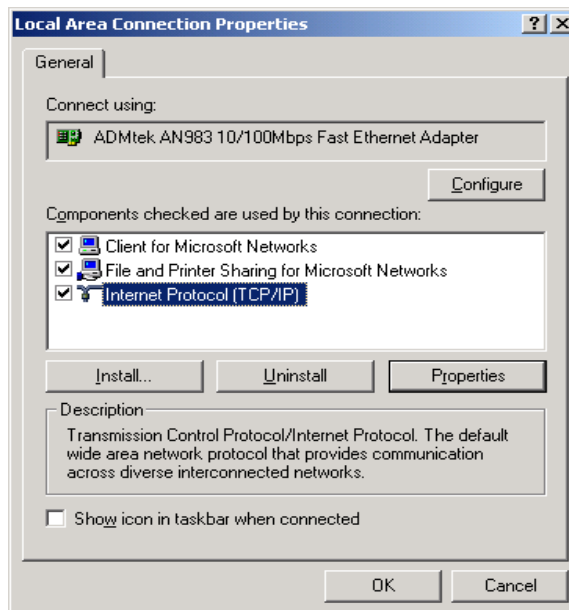 Local Area Connection Properties
General
Connect using:
ADMtek AN983 10/100Mbps Fast Ethernet Adapter
Configure
Components checked are used by this connection:
Client for Microsoft Networks
File and Printer Sharing for Microsoft Networks
Internet Protocol (TCP/IP)
Install... Uninstall Properties
Description
Transmission Control Protocol/Internet Protocol. The default
wide area network protocol that provides communication
across diverse interconnected networks.
Show icon in taskbar when connected
OK Cancel